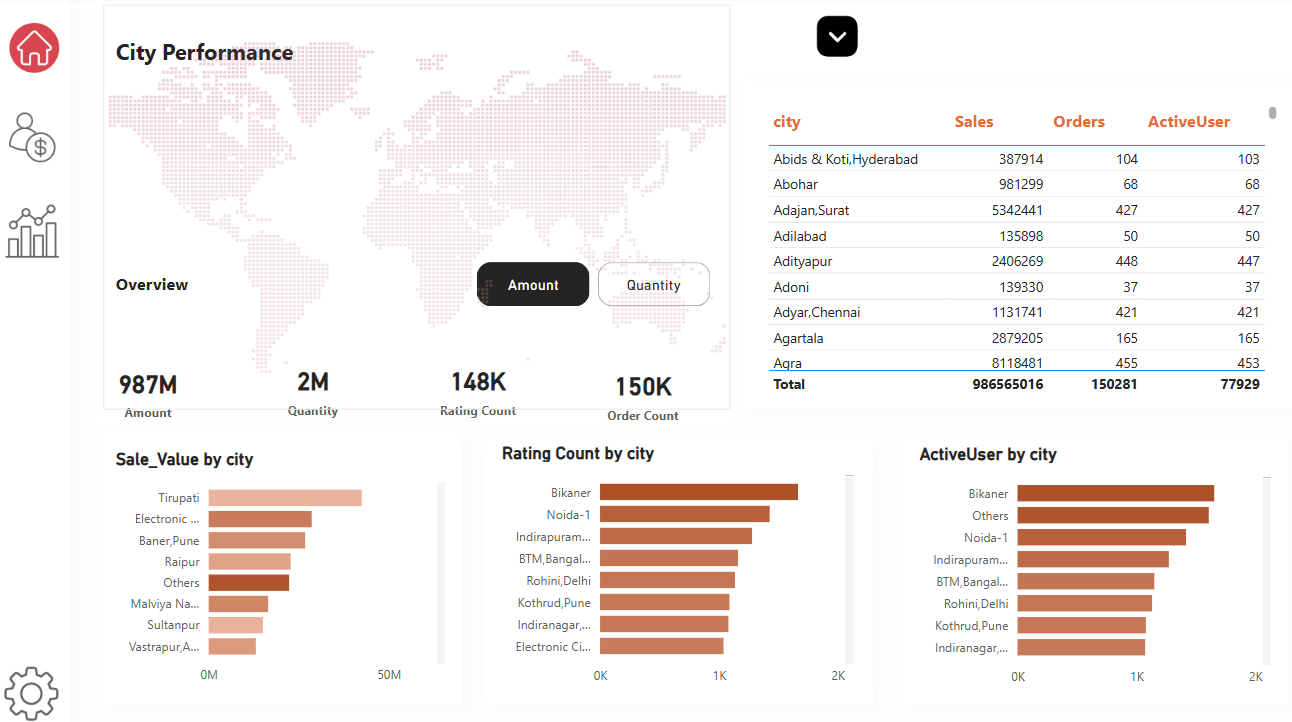 City Performance
Overview
Amount
Quantity
987M
Amount
2M
Quantity
148K
Rating Count
150K
Order Count
city Sales Orders ActiveUser
Abids & Koti,Hyderabad 387914 104 103
Abohar 981299 68 68
Adajan,Surat 5342441 427 427
Adilabad 135898 50 50
Adityapur 2406269 448 447
Adoni 139330 37 37
Adyar,Chennai 1131741 421 421
Agartala 2879205 165 165
Agra 8118481 455 453
Total 986565016 150281 77929
Sale_Value by city
Tirupati
Electronic ...
Baner,Pune
Raipur
Others
Malviya Na...
Sultanpur
Vastrapur,A...
0M 50M
Rating Count by city
Bikaner
Noida-1
Indirapuram...
BTM,Bangal...
Rohini,Delhi
Kothrud,Pune
Indiranagar,...
Electronic Ci...
0K 1K 2K
ActiveUser by city
Bikaner
Others
Noida-1
Indirapuram...
BTM,Bangal...
Rohini,Delhi
Kothrud,Pune
Indiranagar,...
0K 1K 2K